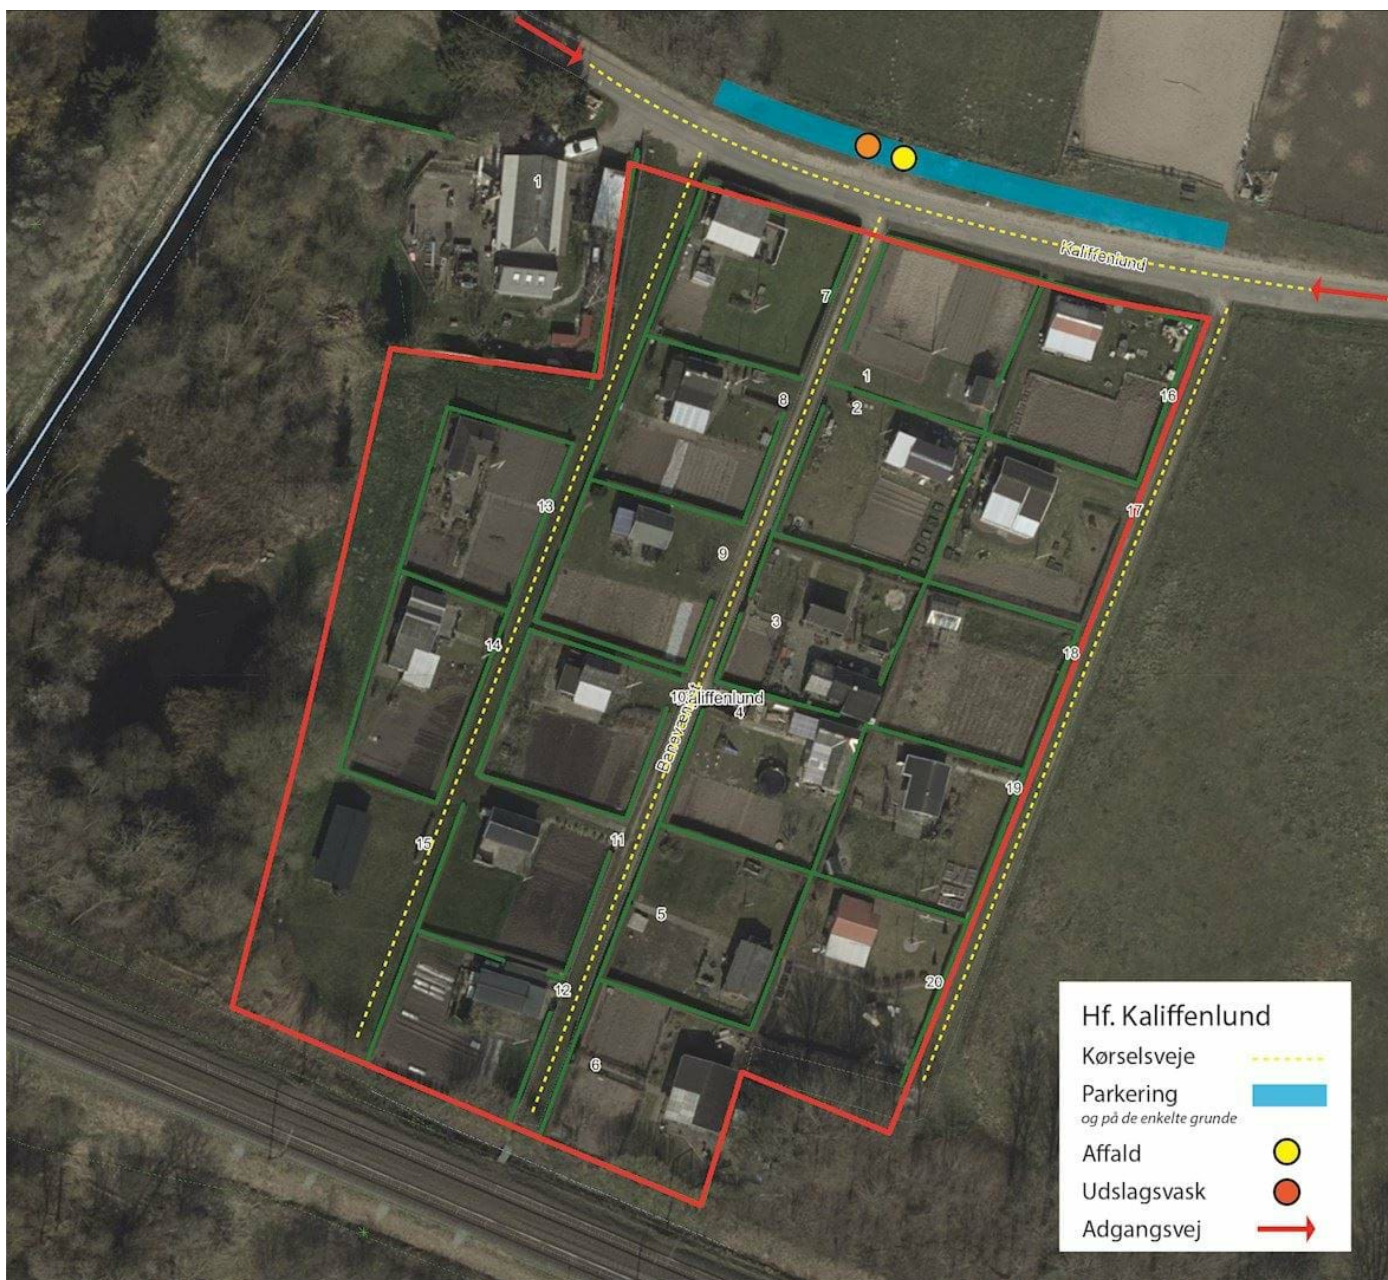 1
Kaliffenlund
7
1
16
8
2
13
17
9
3
14
18
10
Kaliffenlund
4
Banevænget
19
15
11
5
20
12
6
Hf. Kaliffenlund
Kørselsveje
Parkering
og på de enkelte grunde
Affald
Udslagsvask
Adgangsvej